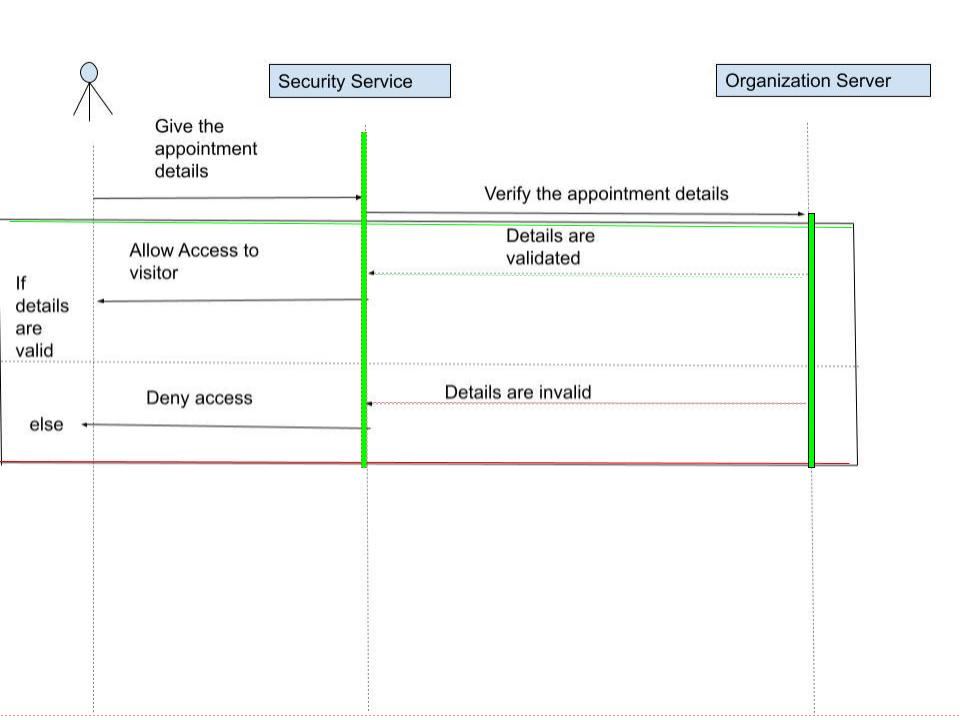 Security Service
Organization Server
Give the
appointment
details
Verify the appointment details
Details are
validated
Allow Access to
visitor
If
details
are
valid
Details are invalid
Deny access
else